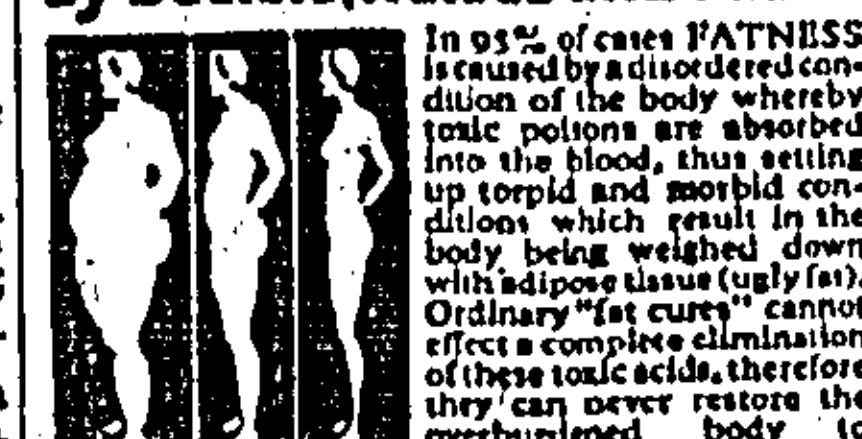 by
In 95% of cases FATNESS
is caused by a disordered con-
dition of the body whereby
toxic poisons are absorbed
into the blood, thus setting
up torpid and morbid con-
ditions which result in the
body being weighed down
with adipose tissue (ugly fat).
Ordinary "fat cures" cannot
effect a complete elimination
of these toxic acids, therefore
they can never restore the
overburdened body to